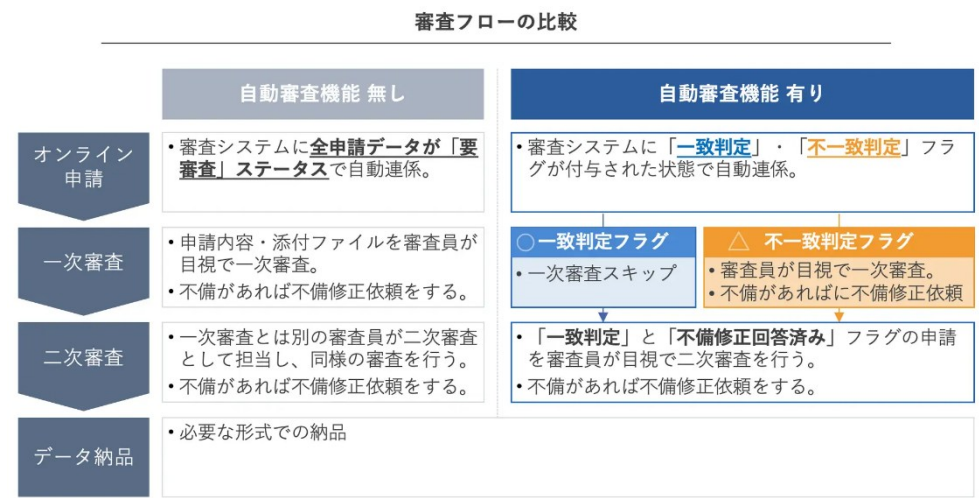 審査フローの比較
自動審査機能 無し
自動審査機能 有り
オンライン
申請
• 審査システムに全申請データが「要
審査」ステータスで自動連係。
• 審査システムに「一致判定」・「不一致判定」フラ
グが付与された状態で自動連係。
一次審査
• 申請内容・添付ファイルを審査員が
目視で一次審査。
• 不備があれば不備修正依頼をする。
○一致判定フラグ
• 一次審査スキップ
△ 不一致判定フラグ
• 審査員が目視で一次審査。
• 不備があればに不備修正依頼
二次審査
• 一次審査とは別の審査員が二次審査
として担当し、同様の審査を行う。
• 不備があれば不備修正依頼をする。
• 「一致判定」と「不備修正回答済み」フラグの申請
を審査員が目視で二次審査を行う。
• 不備があれば不備修正依頼をする。
データ納品
• 必要な形式での納品